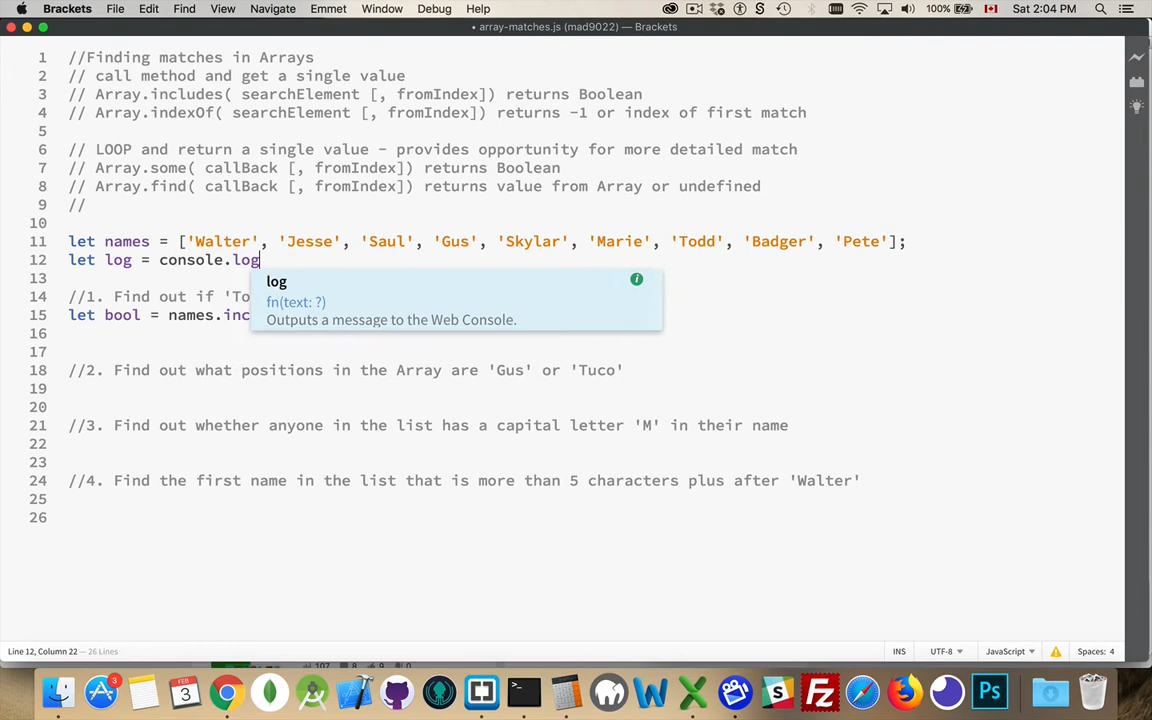 Brackets File Edit Find View Navigate Emmet Window Debug Help 100% Sat 2:04 PM
• array-matches.js (mad9022) — Brackets
1 //Finding matches in Arrays
2 // call method and get a single value
3 // Array.includes( searchElement [, fromIndex]) returns Boolean
4 // Array.indexOf( searchElement [, fromIndex]) returns -1 or index of first match
5
6 // LOOP and return a single value - provides opportunity for more detailed match
7 // Array.some( callBack [, fromIndex]) returns Boolean
8 // Array.find( callBack [, fromIndex]) returns value from Array or undefined
9 //
10
11 let names = ['Walter', 'Jesse', 'Saul', 'Gus', 'Skylar', 'Marie', 'Todd', 'Badger', 'Pete'];
12 let log = console.log
13
log
14 //1. Find out if 'To
fn(text: ?)
15 let bool = names.inc
Outputs a message to the Web Console.
16
17
18 //2. Find out what positions in the Array are 'Gus' or 'Tuco'
19
20
21 //3. Find out whether anyone in the list has a capital letter 'M' in their name
22
23
24 //4. Find the first name in the list that is more than 5 characters plus after 'Walter'
25
26
Line 12, Column 22 — 26 Lines INS UTF-8 JavaScript Spaces: 4
107 8 9 0
3
FEB
3
Ps